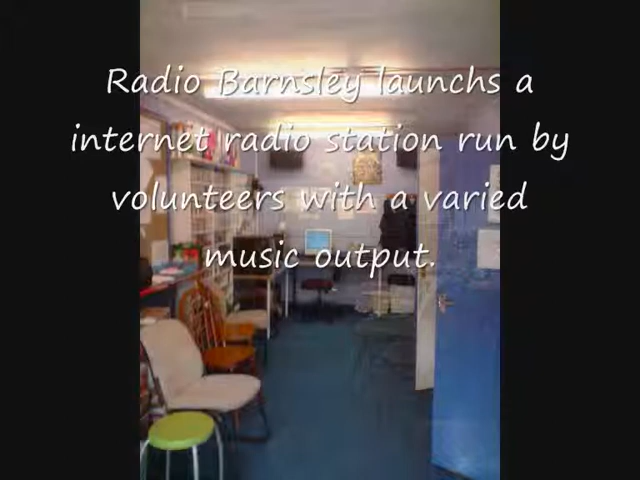 Radio Barnsley launchs a
internet radio station run by
volunteers with a varied
music output.